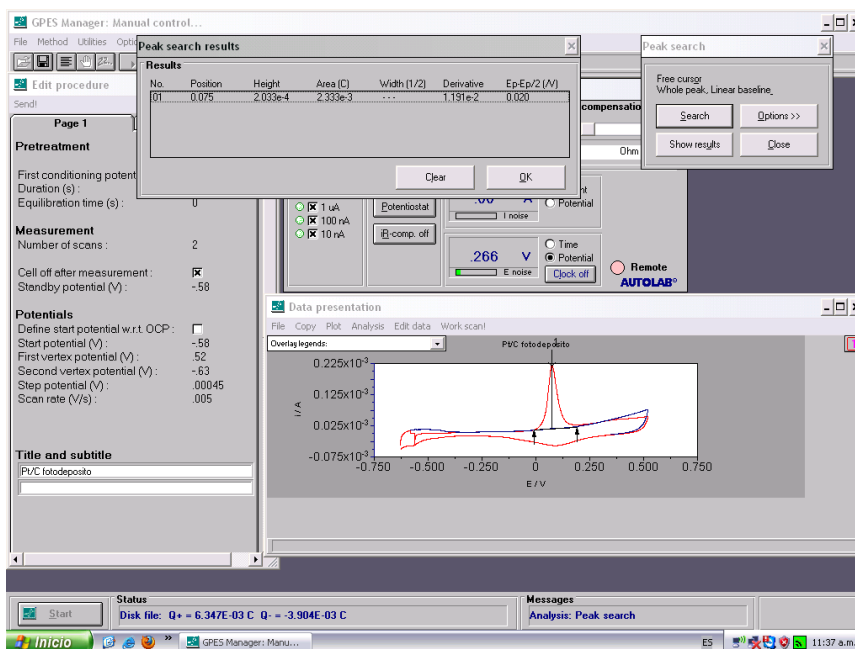 GPES Manager: Manual control...
File Method Utilities
Peak search results
Results
No. Position Height Area (C) Width (1/2) Derivative Ep-Ep/2 (/V)
01 0.075 2.033e-4 2.333e-3 --- 1.191e-2 0.020
Clear OK
Peak search
Free cursor
Whole peak, Linear baseline
Search Options >>
Show results Close
Edit procedure
Send!
Page 1
Pretreatment
First conditioning potent
Duration (s) :
Equilibration time (s) : 0
Measurement
Number of scans : 2
Cell off after measurement :
Standby potential (V) : -.58
Potentials
Define start potential w.r.t. OCP :
Start potential (V) : -.58
First vertex potential (V) : .52
Second vertex potential (V) : -.63
Step potential (V) : .00045
Scan rate (V/s) : .005
Title and subtitle
Pt/C fotodeposito
compensatio
Ohm
1 uA
100 nA
10 nA
Potentiostat
iR-comp. off
I noise
Potential
.266 V
E noise
Time
Potential
Clock off
Remote
AUTOLAB®
Data presentation
File Copy Plot Analysis Edit data Work scan!
Overlay legends:
Pt/C fotodeposito
1
0.225x10-3
0.125x10-3
0.025x10-3
-0.075x10-3
i / A
-0.750 -0.500 -0.250 0 0.250 0.500 0.750
E / V
Start
Status
Disk file: Q+ = 6.347E-03 C Q- = -3.904E-03 C
Messages
Analysis: Peak search
Inicio
»
GPES Manager: Manu...
ES
11:37 a.m.